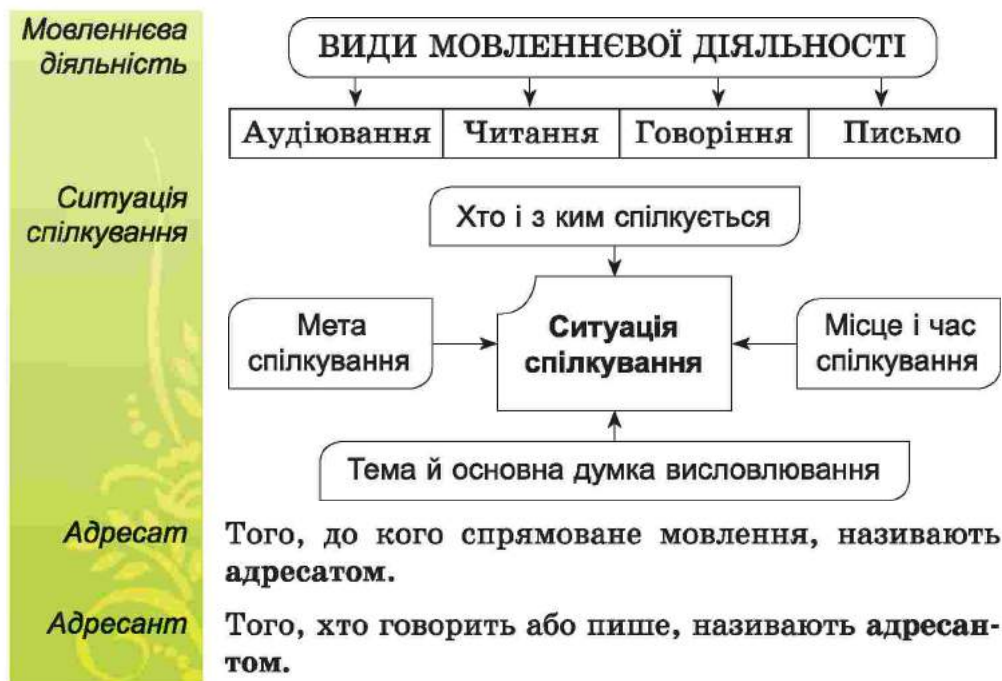 Мовленнєва
діяльність
ВИДИ МОВЛЕННЄВОЇ ДІЯЛЬНОСТІ
Аудіювання Читання Говоріння Письмо
Ситуація
спілкування
Хто і з ким спілкується
Мета
спілкування
Ситуація
спілкування
Місце і час
спілкування
Тема й основна думка висловлювання
Адресат
Того, до кого спрямоване мовлення, називають
адресатом.
Адресант
Того, хто говорить або пише, називають адресан-
том.